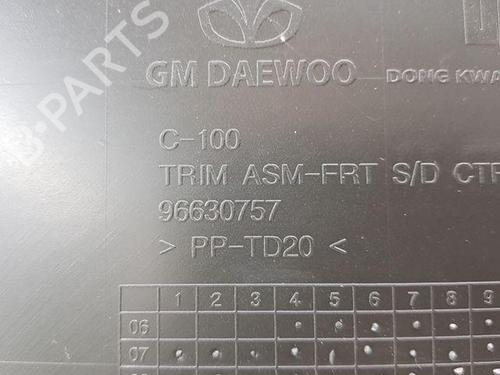 B-PARTS
GM DAEWOO DONG KWA
C-100
TRIM ASM-FRT S/D CTR
96630757
> PP-TD20 <
1 2 3 4 5 6 7 8 9
06
07